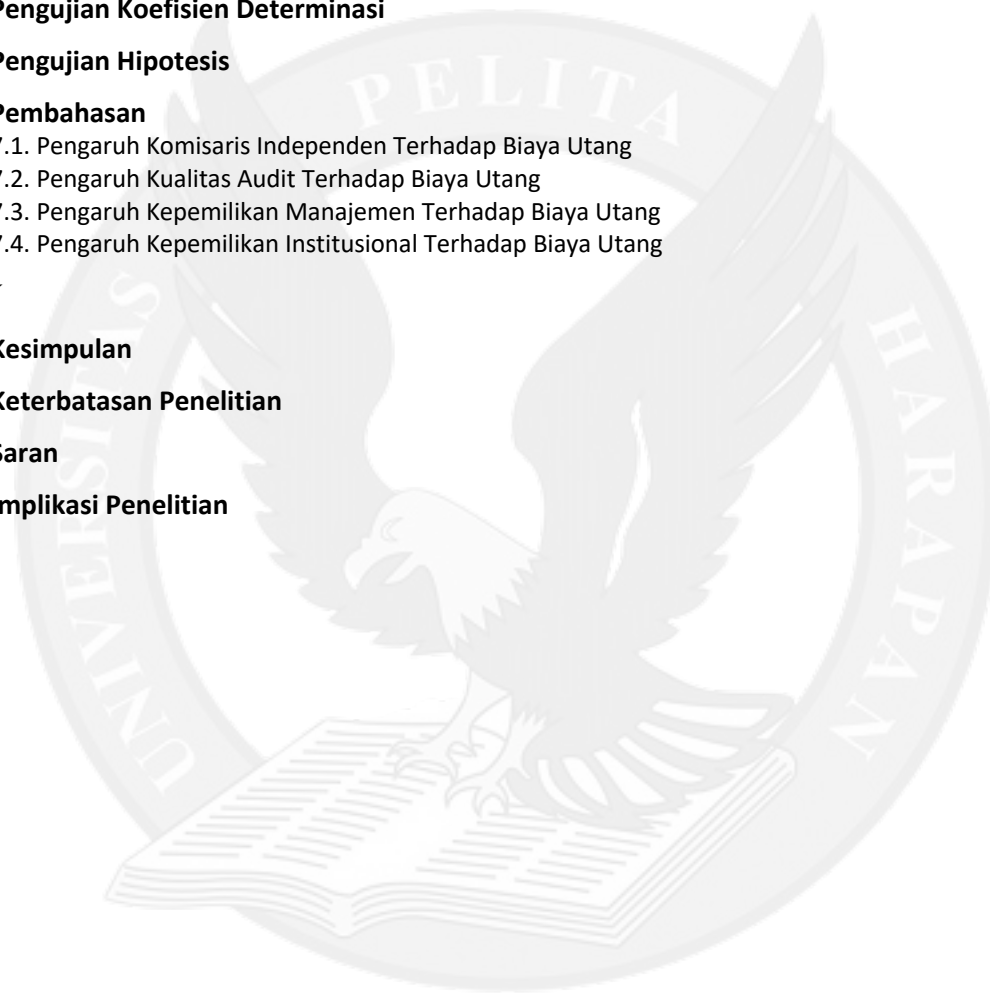 Pengujian Koefisien Determinasi
Pengujian Hipotesis
Pembahasan
7.1. Pengaruh Komisaris Independen Terhadap Biaya Utang
7.2. Pengaruh Kualitas Audit Terhadap Biaya Utang
7.3. Pengaruh Kepemilikan Manajemen Terhadap Biaya Utang
7.4. Pengaruh Kepemilikan Institusional Terhadap Biaya Utang
Kesimpulan
Keterbatasan Penelitian
Saran
Implikasi Penelitian
UNIVERSITAS PELITA HARAPAN